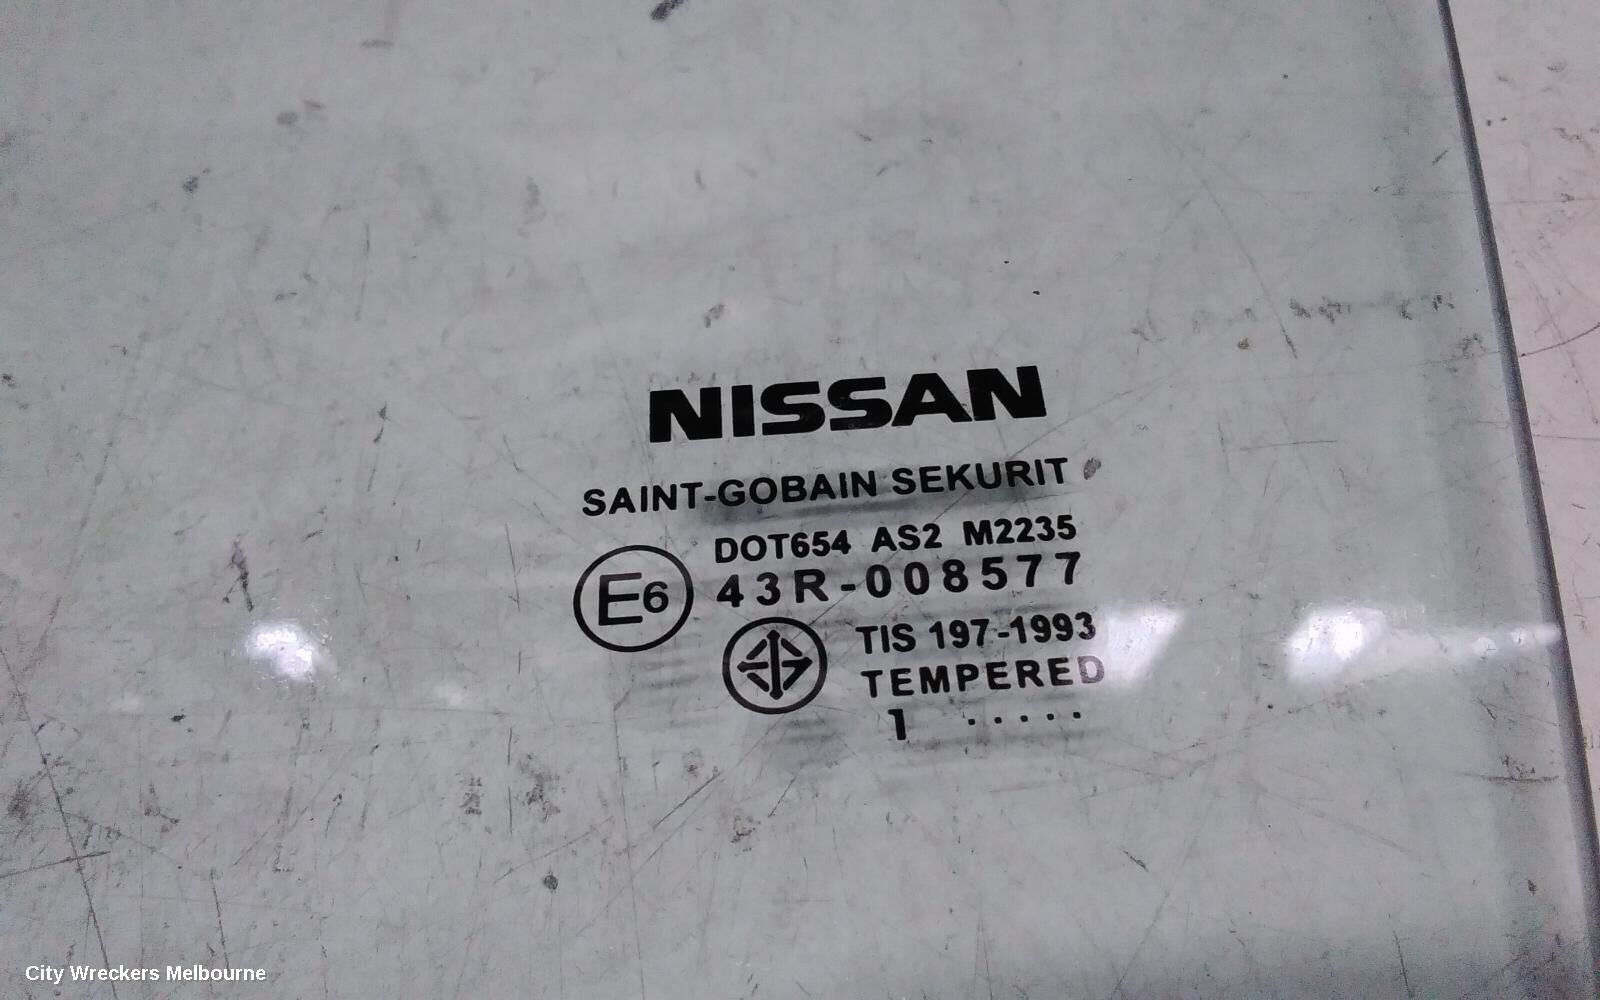 NISSAN
SAINT-GOBAIN SEKURIT
DOT654 AS2 M2235
E6 43R-008577
TIS 197-1993
TEMPERED
1 .....
City Wreckers Melbourne